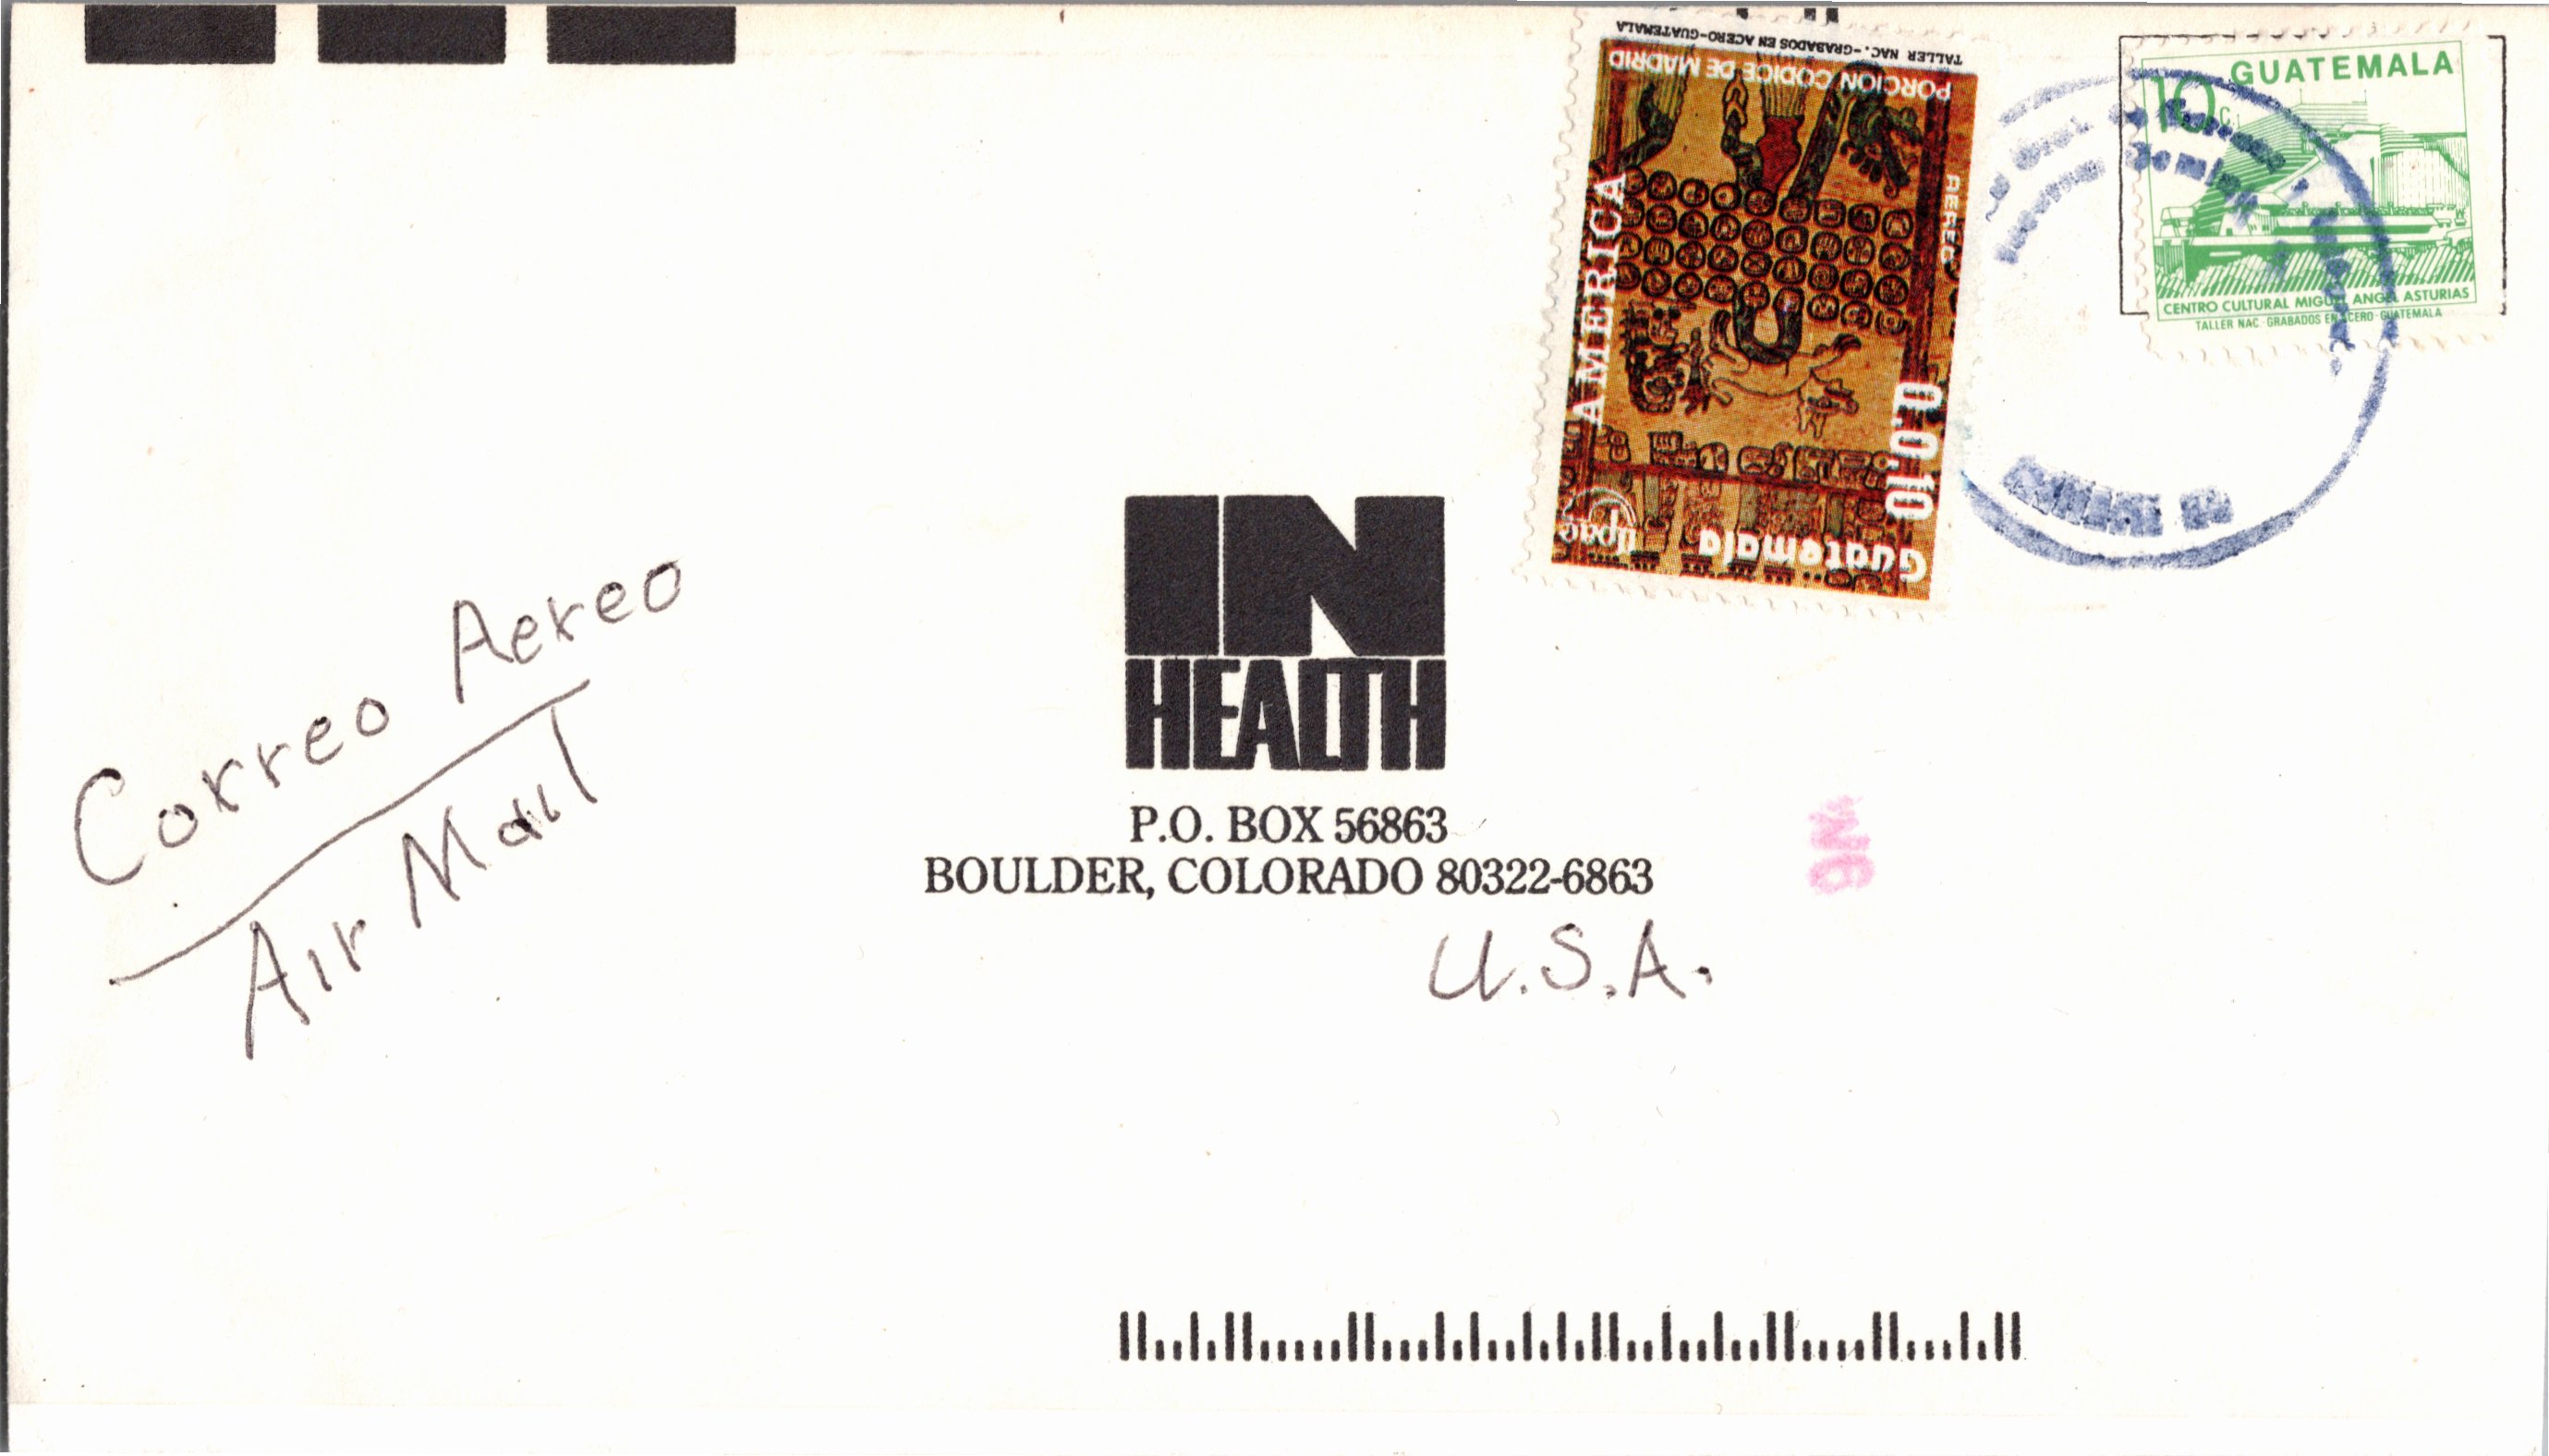 TALLER NAC.-GRABADOS EN ACERO-GUATEMALA
PORCION CODICE DE MADRID
AEREO
AMERICA
Q.0.10
upae
Guatemala
GUATEMALA
10c.
CENTRO CULTURAL MIGUEL ANGEL ASTURIAS
TALLER NAC. GRABADOS EN ACERO-GUATEMALA
Correo Aereo
Air Mail
IN
HEALTH
P.O. BOX 56863
BOULDER, COLORADO 80322-6863
U.S.A.